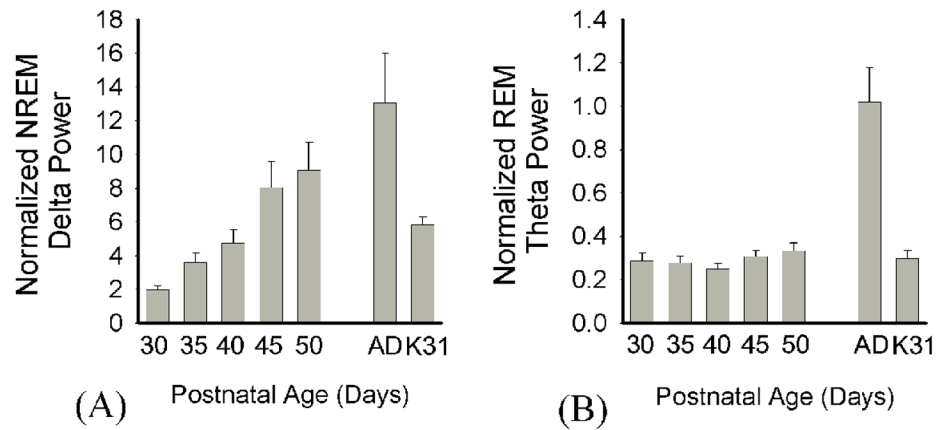 Normalized NREM
Delta Power
18
16
14
12
10
8
6
4
2
0
30 35 40 45 50 ADK31
Postnatal Age (Days)
(A)
Normalized REM
Theta Power
1.4
1.2
1.0
0.8
0.6
0.4
0.2
0.0
30 35 40 45 50 ADK31
Postnatal Age (Days)
(B)